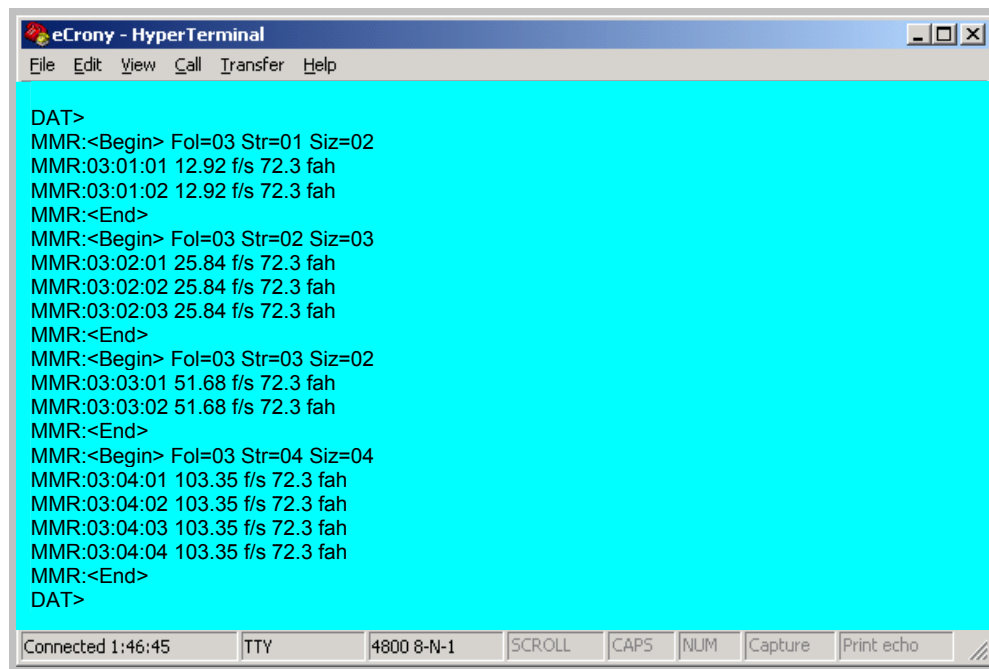 eCrony - HyperTerminal
File Edit View Call Transfer Help
DAT>
MMR:<Begin> Fol=03 Str=01 Siz=02
MMR:03:01:01 12.92 f/s 72.3 fah
MMR:03:01:02 12.92 f/s 72.3 fah
MMR:<End>
MMR:<Begin> Fol=03 Str=02 Siz=03
MMR:03:02:01 25.84 f/s 72.3 fah
MMR:03:02:02 25.84 f/s 72.3 fah
MMR:03:02:03 25.84 f/s 72.3 fah
MMR:<End>
MMR:<Begin> Fol=03 Str=03 Siz=02
MMR:03:03:01 51.68 f/s 72.3 fah
MMR:03:03:02 51.68 f/s 72.3 fah
MMR:<End>
MMR:<Begin> Fol=03 Str=04 Siz=04
MMR:03:04:01 103.35 f/s 72.3 fah
MMR:03:04:02 103.35 f/s 72.3 fah
MMR:03:04:03 103.35 f/s 72.3 fah
MMR:03:04:04 103.35 f/s 72.3 fah
MMR:<End>
DAT>
Connected 1:46:45 TTY 4800 8-N-1 SCROLL CAPS NUM Capture Print echo